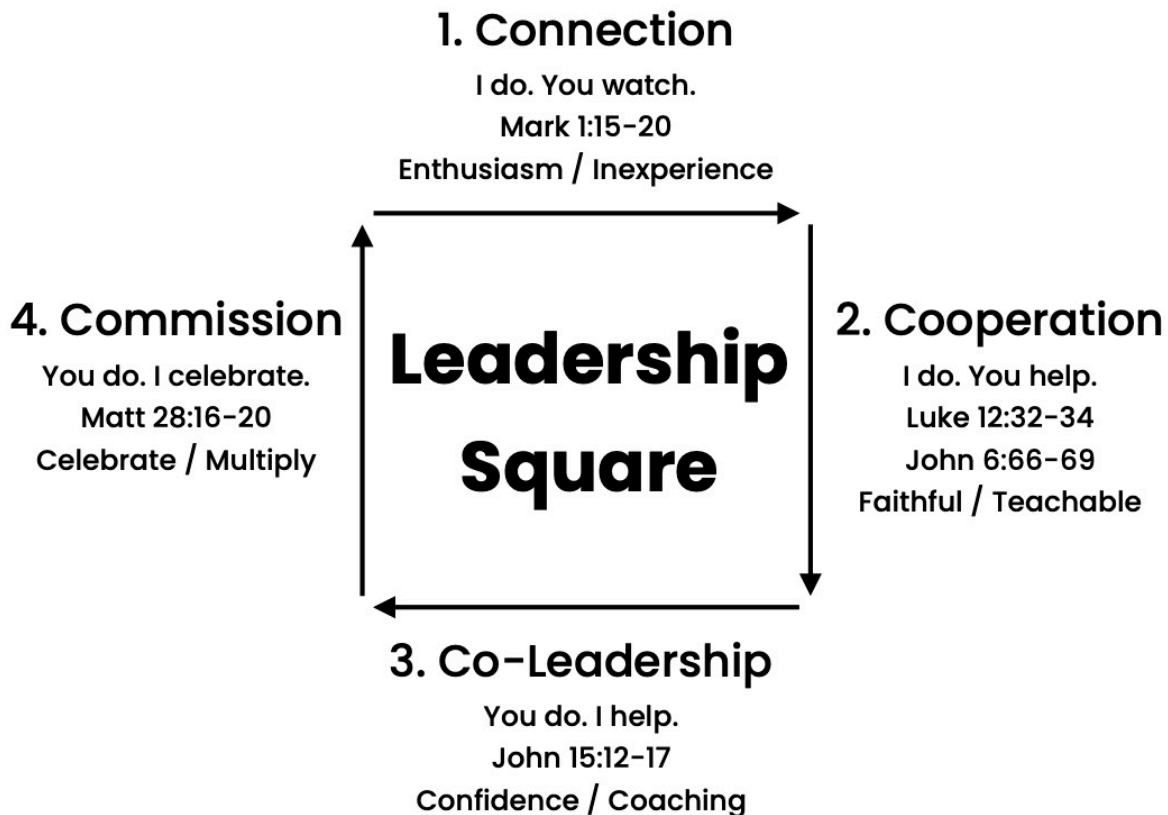 1. Connection
I do. You watch.
Mark 1:15-20
Enthusiasm / Inexperience
4. Commission
You do. I celebrate.
Matt 28:16-20
Celebrate / Multiply
Leadership
Square
2. Cooperation
I do. You help.
Luke 12:32-34
John 6:66-69
Faithful / Teachable
3. Co-Leadership
You do. I help.
John 15:12-17
Confidence / Coaching